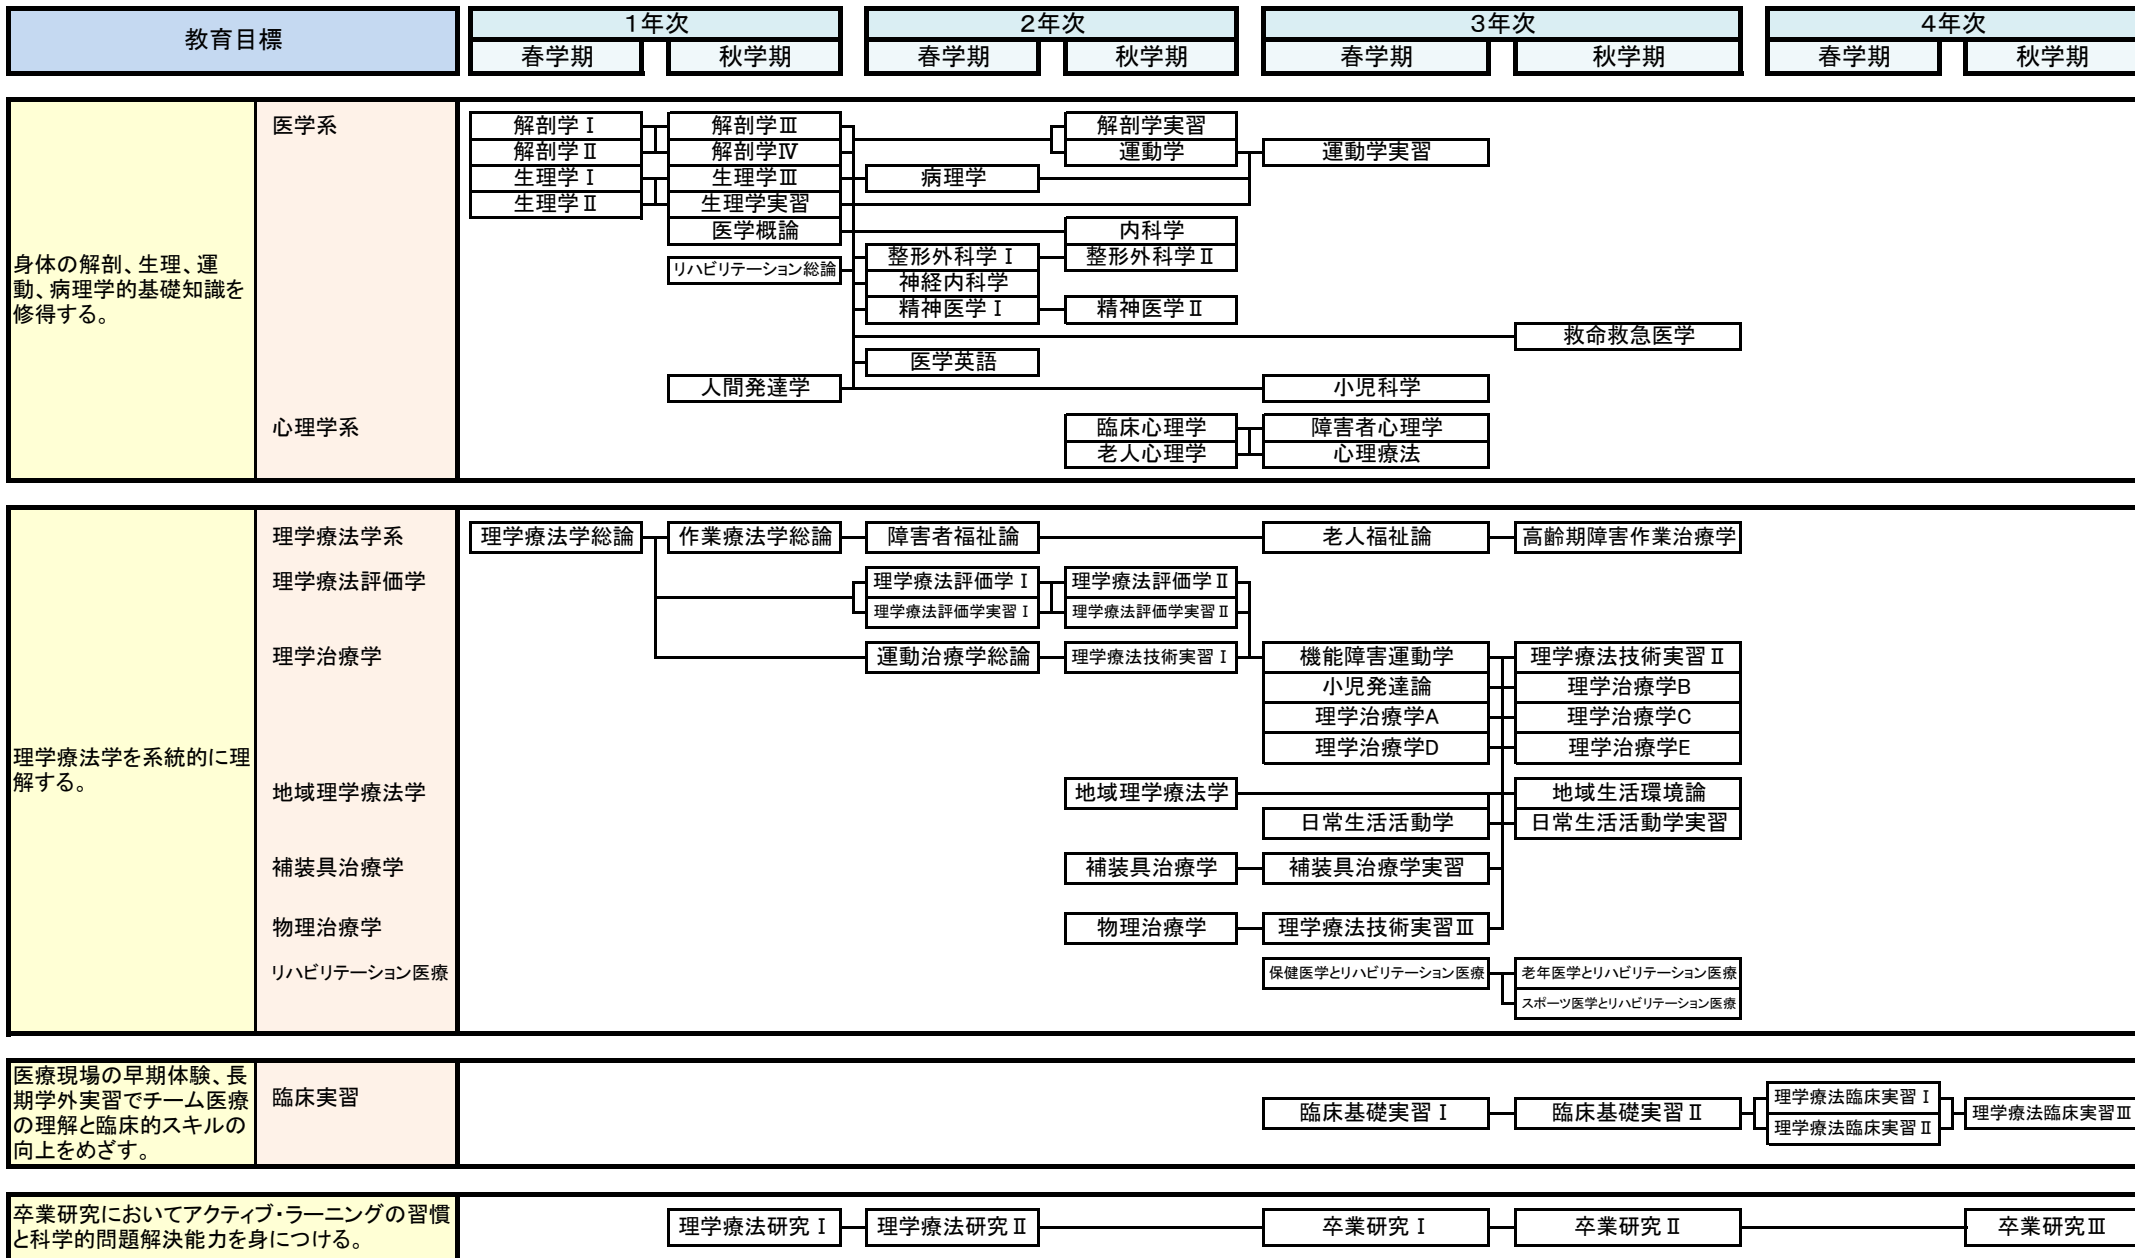 教育目標
1年次
2年次
3年次
4年次
春学期
秋学期
春学期
秋学期
春学期
秋学期
春学期
秋学期
身体の解剖、生理、運
動、病理学的基礎知識を
修得する。
医学系
解剖学Ⅰ
解剖学Ⅲ
解剖学実習
解剖学Ⅱ
解剖学Ⅳ
運動学
運動学実習
生理学Ⅰ
生理学Ⅲ
病理学
生理学Ⅱ
生理学実習
医学概論
内科学
整形外科学Ⅰ
整形外科学Ⅱ
リハビリテーション総論
神経内科学
精神医学Ⅰ
精神医学Ⅱ
救命救急医学
医学英語
人間発達学
小児科学
心理学系
臨床心理学
障害者心理学
老人心理学
心理療法
理学療法学を系統的に理
解する。
理学療法学系
理学療法学総論
作業療法学総論
障害者福祉論
老人福祉論
高齢期障害作業治療学
理学療法評価学
理学療法評価学Ⅰ
理学療法評価学Ⅱ
理学療法評価学実習Ⅰ
理学療法評価学実習Ⅱ
理学治療学
運動治療学総論
理学療法技術実習Ⅰ
機能障害運動学
理学療法技術実習Ⅱ
小児発達論
理学治療学B
理学治療学A
理学治療学C
理学治療学D
理学治療学E
地域理学療法学
地域理学療法学
地域生活環境論
日常生活活動学
日常生活活動学実習
補装具治療学
補装具治療学
補装具治療学実習
物理治療学
物理治療学
理学療法技術実習Ⅲ
リハビリテーション医療
保健医学とリハビリテーション医療
老年医学とリハビリテーション医療
スポーツ医学とリハビリテーション医療
医療現場の早期体験、長
期学外実習でチーム医療
の理解と臨床的スキルの
向上をめざす。
臨床実習
臨床基礎実習Ⅰ
臨床基礎実習Ⅱ
理学療法臨床実習Ⅰ
理学療法臨床実習Ⅱ
理学療法臨床実習Ⅲ
卒業研究においてアクティブ・ラーニングの習慣
と科学的問題解決能力を身につける。
理学療法研究Ⅰ
理学療法研究Ⅱ
卒業研究Ⅰ
卒業研究Ⅱ
卒業研究Ⅲ